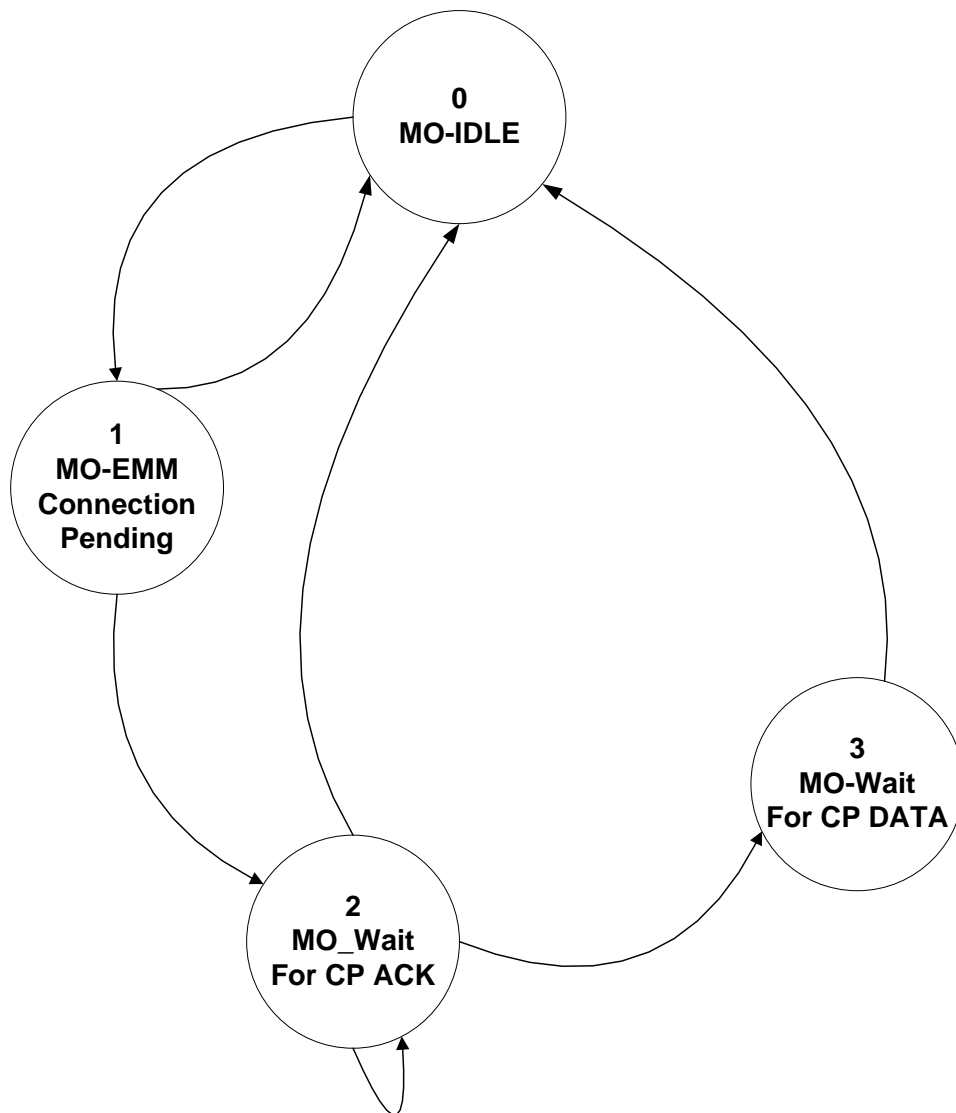 0
MO-IDLE
1
MO-EMM
Connection
Pending
3
MO-Wait
For CP DATA
2
MO_Wait
For CP ACK